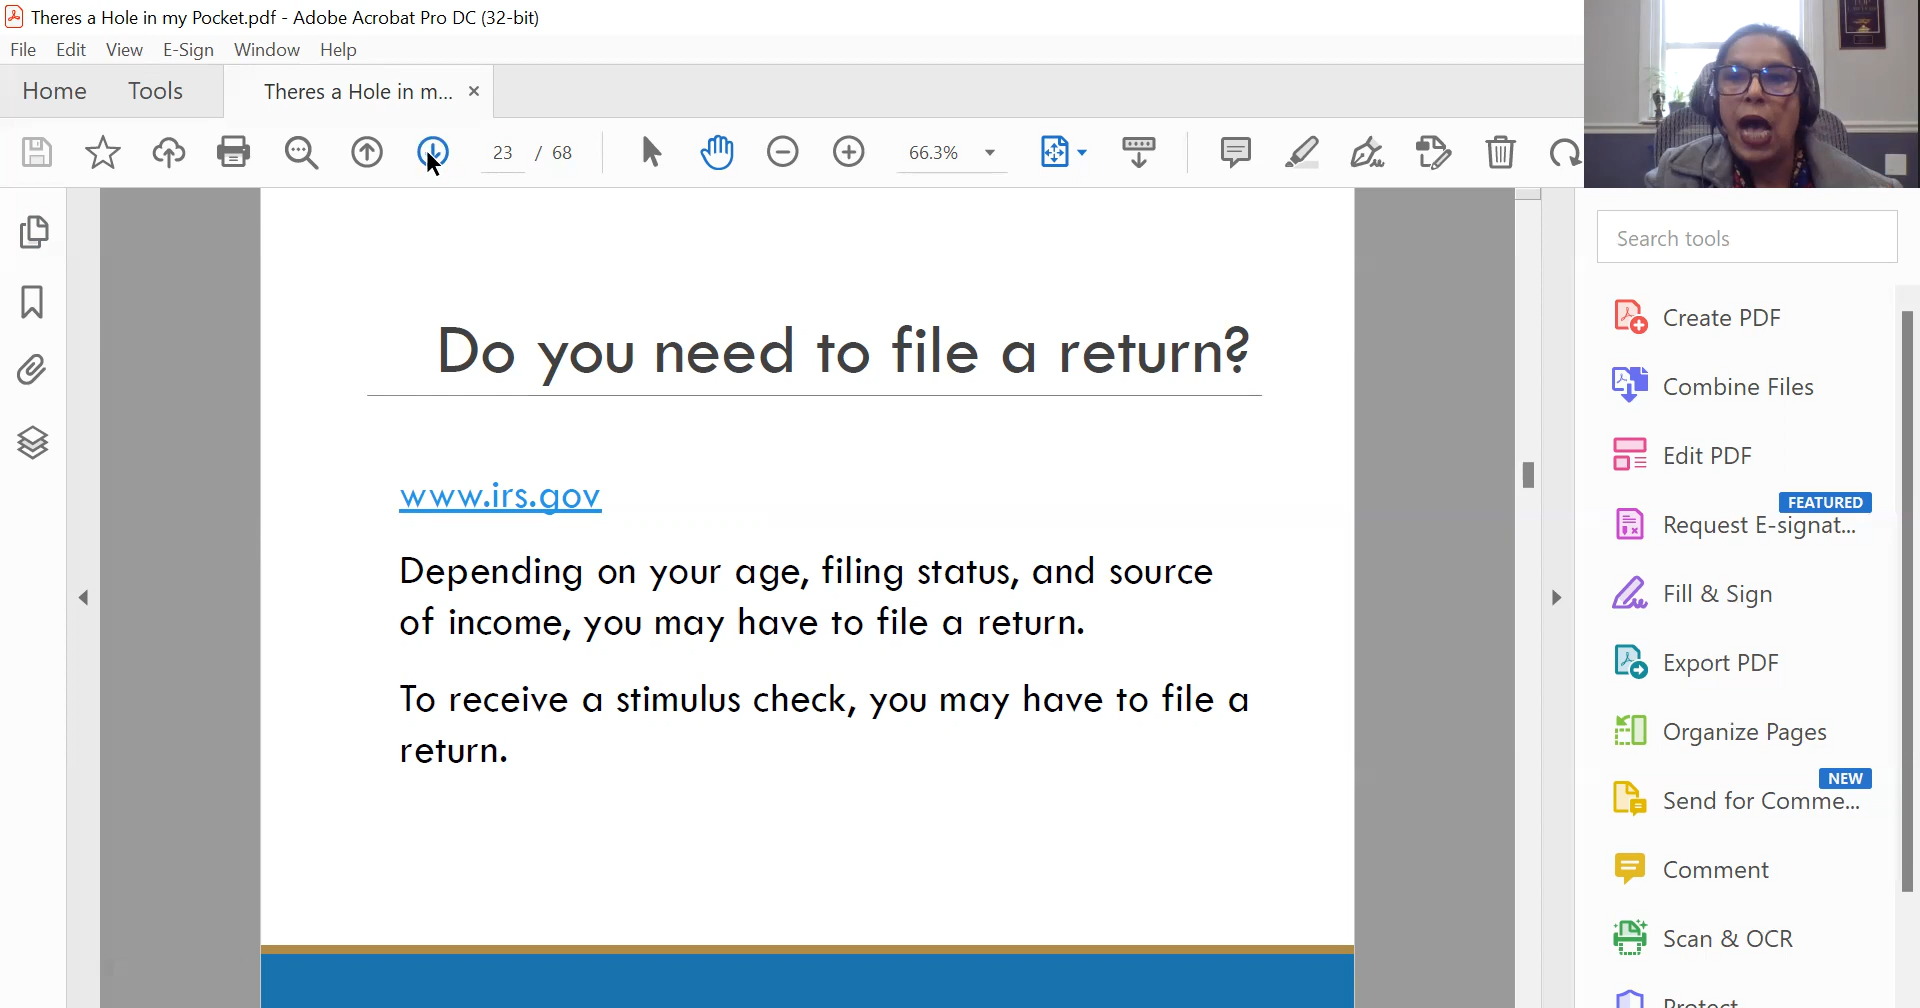 Theres a Hole in my Pocket.pdf - Adobe Acrobat Pro DC (32-bit)
File Edit View E-Sign Window Help
Home Tools Theres a Hole in m... ×
23 / 68 66.3%
Search tools
Do you need to file a return?
www.irs.gov
Depending on your age, filing status, and source
of income, you may have to file a return.
To receive a stimulus check, you may have to file a
return.
Create PDF
Combine Files
Edit PDF
FEATURED
Request E-signat...
Fill & Sign
Export PDF
Organize Pages
NEW
Send for Comme...
Comment
Scan & OCR
Protect